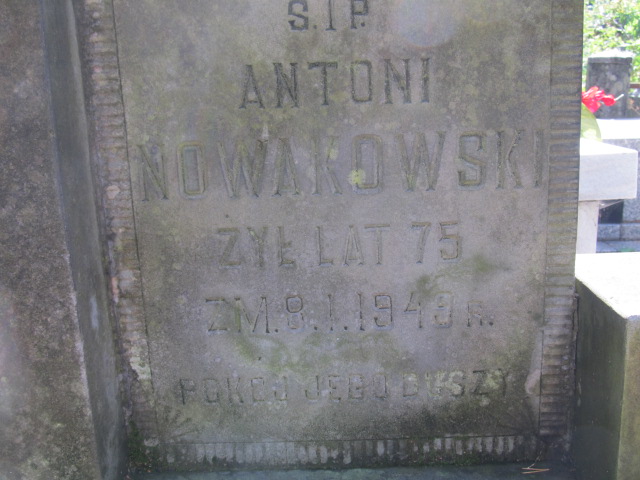 Ś.†P.
ANTONI
NOWAKOWSKI
ŻYŁ LAT 75
ZM. 8.I.1949 R.
POKÓJ JEGO DUSZY